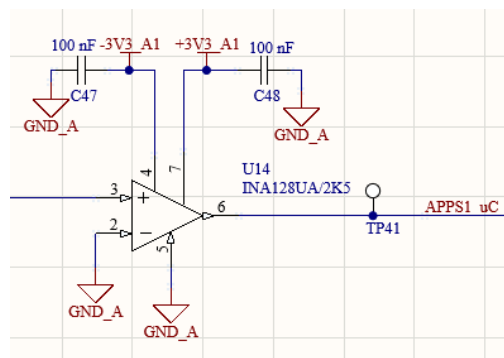 100 nF
-3V3_A1
+3V3_A1
100 nF
C47
C48
GND_A
GND_A
4
7
U14
INA128UA/2K5
3
+
6
APPS1_uC
2
−
5
TP41
GND_A
GND_A